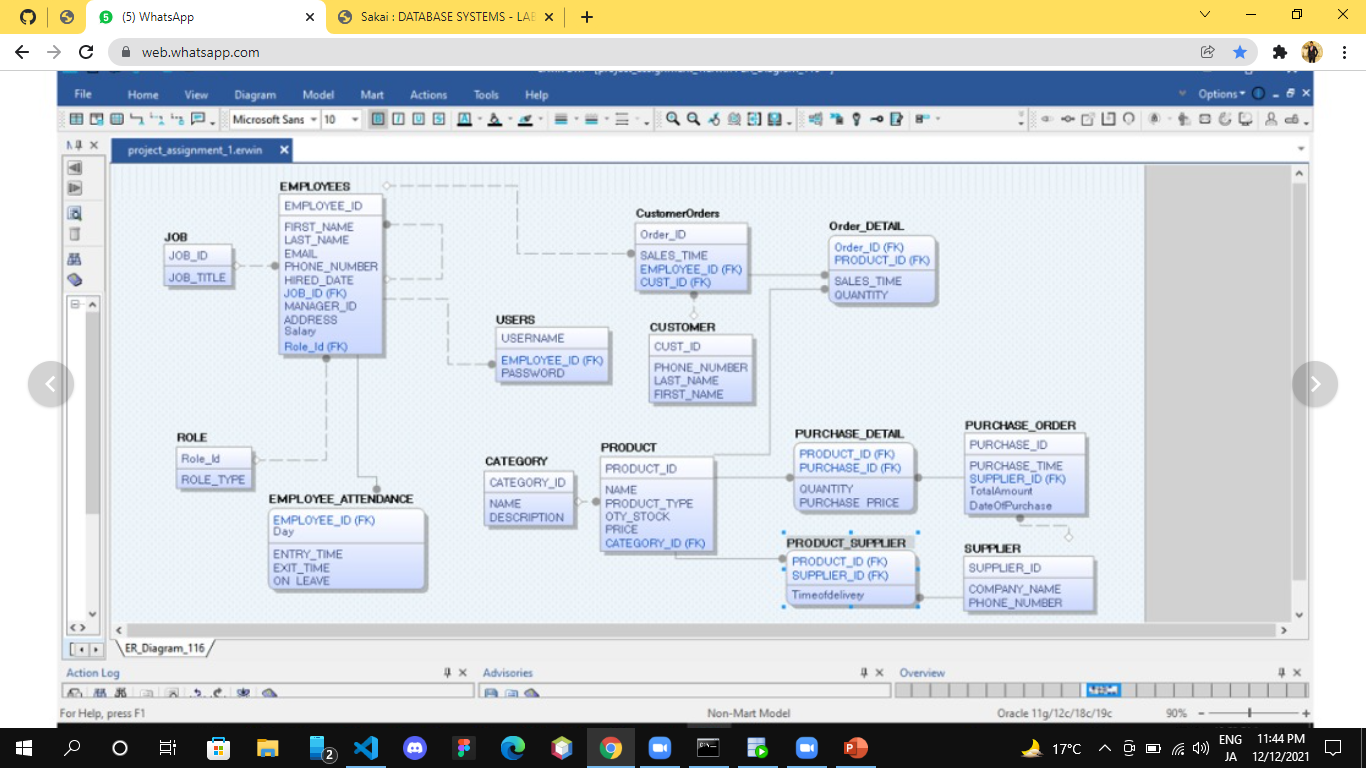 (5) WhatsApp
Sakai : DATABASE SYSTEMS - LAB
web.whatsapp.com
File Home View Diagram Model Mart Actions Tools Help
Options
Microsoft Sans 10
project_assignment_1.erwin
EMPLOYEES
EMPLOYEE_ID
FIRST_NAME
LAST_NAME
EMAIL
PHONE_NUMBER
HIRED_DATE
JOB_ID (FK)
MANAGER_ID
ADDRESS
Salary
Role_Id (FK)
JOB
JOB_ID
JOB_TITLE
CustomerOrders
Order_ID
SALES_TIME
EMPLOYEE_ID (FK)
CUST_ID (FK)
Order_DETAIL
Order_ID (FK)
PRODUCT_ID (FK)
SALES_TIME
QUANTITY
USERS
USERNAME
EMPLOYEE_ID (FK)
PASSWORD
CUSTOMER
CUST_ID
PHONE_NUMBER
LAST_NAME
FIRST_NAME
ROLE
Role_Id
ROLE_TYPE
EMPLOYEE_ATTENDANCE
EMPLOYEE_ID (FK)
Day
ENTRY_TIME
EXIT_TIME
ON_LEAVE
CATEGORY
CATEGORY_ID
NAME
DESCRIPTION
PRODUCT
PRODUCT_ID
NAME
PRODUCT_TYPE
QTY_STOCK
PRICE
CATEGORY_ID (FK)
PURCHASE_DETAIL
PRODUCT_ID (FK)
PURCHASE_ID (FK)
QUANTITY
PURCHASE_PRICE
PURCHASE_ORDER
PURCHASE_ID
PURCHASE_TIME
SUPPLIER_ID (FK)
TotalAmount
DateOfPurchase
PRODUCT_SUPPLIER
PRODUCT_ID (FK)
SUPPLIER_ID (FK)
Timeofdelivery
SUPPLIER
SUPPLIER_ID
COMPANY_NAME
PHONE_NUMBER
ER_Diagram_116
Action Log
Advisories
Overview
For Help, press F1
Non-Mart Model
Oracle 11g/12c/18c/19c
90%
17°C
ENG
JA
11:44 PM
12/12/2021